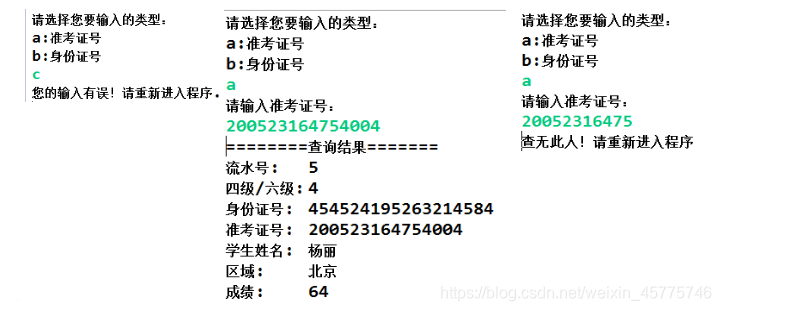 请选择您要输入的类型：
a:准考证号
b:身份证号
c
您的输入有误！请重新进入程序.
请选择您要输入的类型：
a:准考证号
b:身份证号
a
请输入准考证号：
200523164754004
========查询结果=======
流水号： 5
四级/六级：4
身份证号： 454524195263214584
准考证号： 200523164754004
学生姓名： 杨丽
区域： 北京
成绩： 64
请选择您要输入的类型：
a:准考证号
b:身份证号
a
请输入准考证号：
20052316475
查无此人！请重新进入程序
https://blog.csdn.net/weixin_45775746